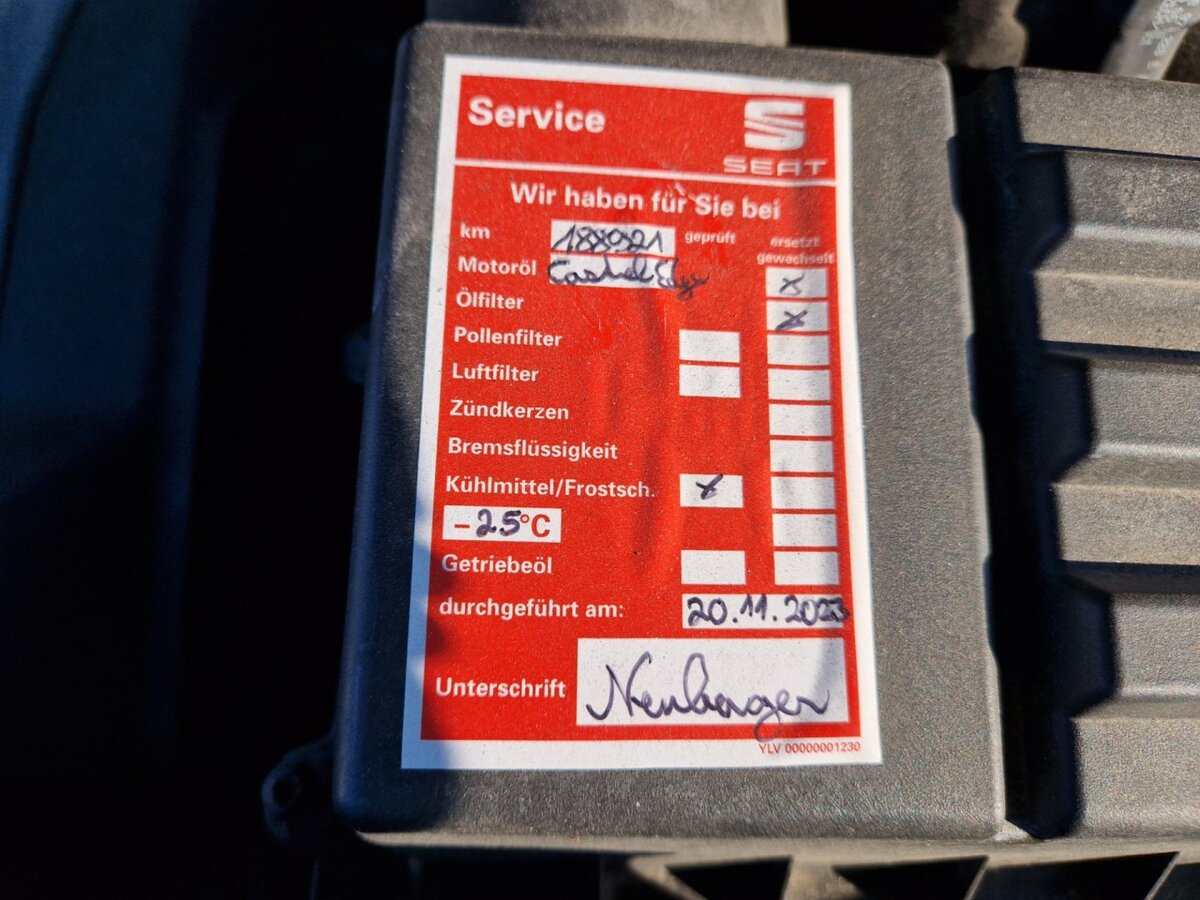 Service
SEAT
Wir haben für Sie bei
km 188921 geprüft ersetzt
gewechselt
Motoröl x
Ölfilter x
Pollenfilter
Luftfilter
Zündkerzen
Bremsflüssigkeit
Kühlmittel/Frostsch. x
-25°C
Getriebeöl
durchgeführt am: 20.11.2023
Unterschrift
YLV 00000001230